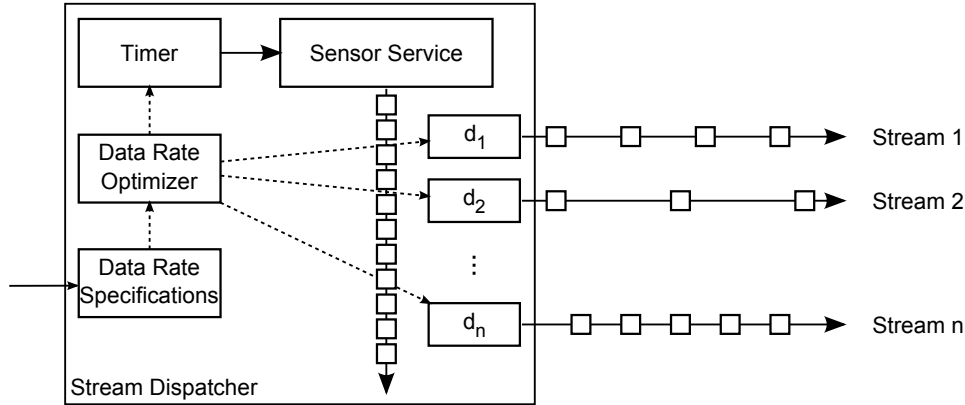 Timer
Sensor Service
Data Rate
Optimizer
Data Rate
Specifications
d1
d2
⋮
dn
Stream 1
Stream 2
Stream n
Stream Dispatcher